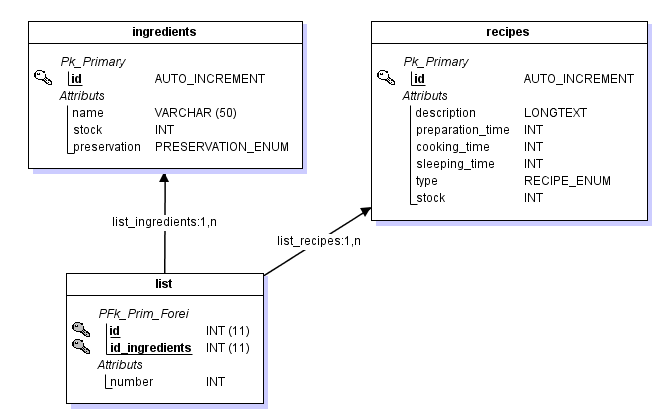 ingredients
Pk_Primary
id AUTO_INCREMENT
Attributs
name VARCHAR (50)
stock INT
preservation PRESERVATION_ENUM
recipes
Pk_Primary
id AUTO_INCREMENT
Attributs
description LONGTEXT
preparation_time INT
cooking_time INT
sleeping_time INT
type RECIPE_ENUM
stock INT
list_ingredients:1,n
list_recipes:1,n
list
PFk_Prim_Forei
id INT (11)
id_ingredients INT (11)
Attributs
number INT